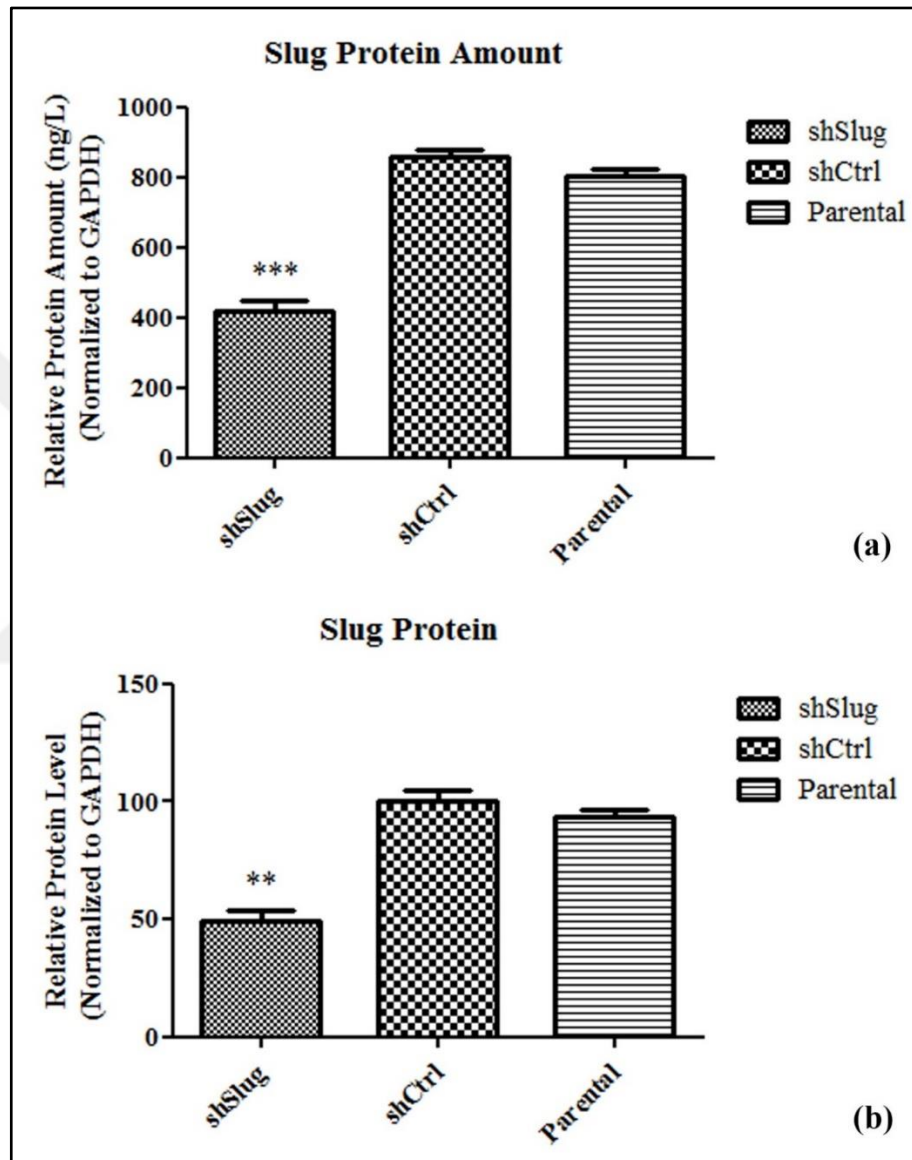 Slug Protein Amount
Relative Protein Amount (ng/L)
(Normalized to GAPDH)
1000
800
600
400
200
0
***
shSlug
shCtrl
Parental
shSlug
shCtrl
Parental
(a)
Slug Protein
Relative Protein Level
(Normalized to GAPDH)
150
100
50
0
**
shSlug
shCtrl
Parental
shSlug
shCtrl
Parental
(b)